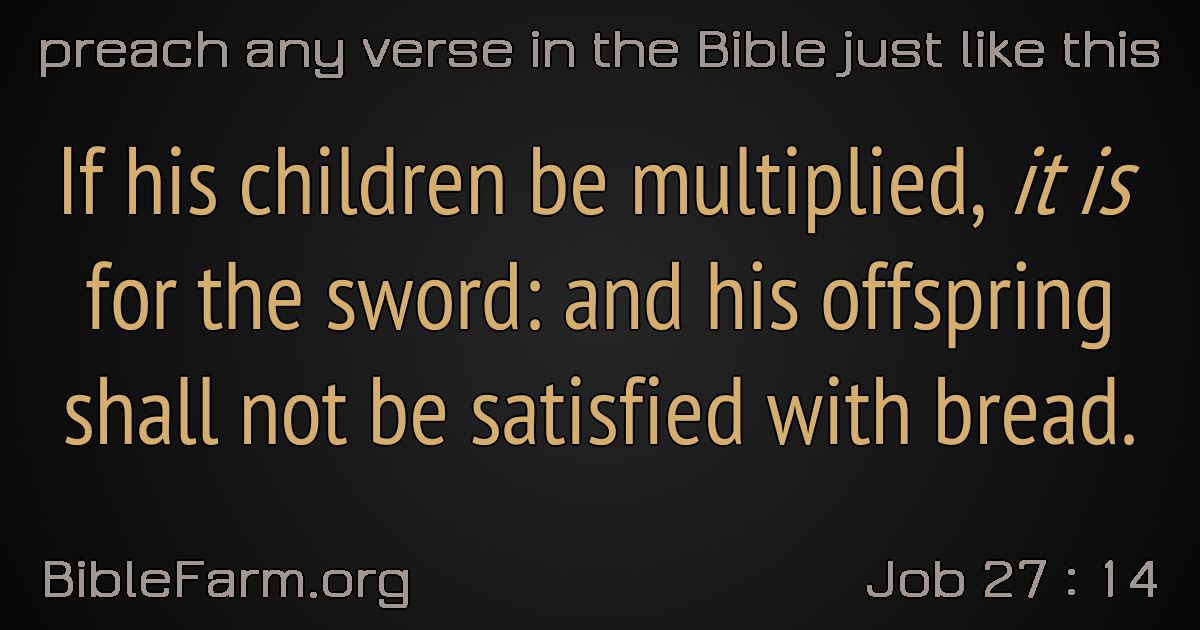 preach any verse in the Bible just like this
If his children be multiplied, it is
for the sword: and his offspring
shall not be satisfied with bread.
BibleFarm.org
Job 27 : 14